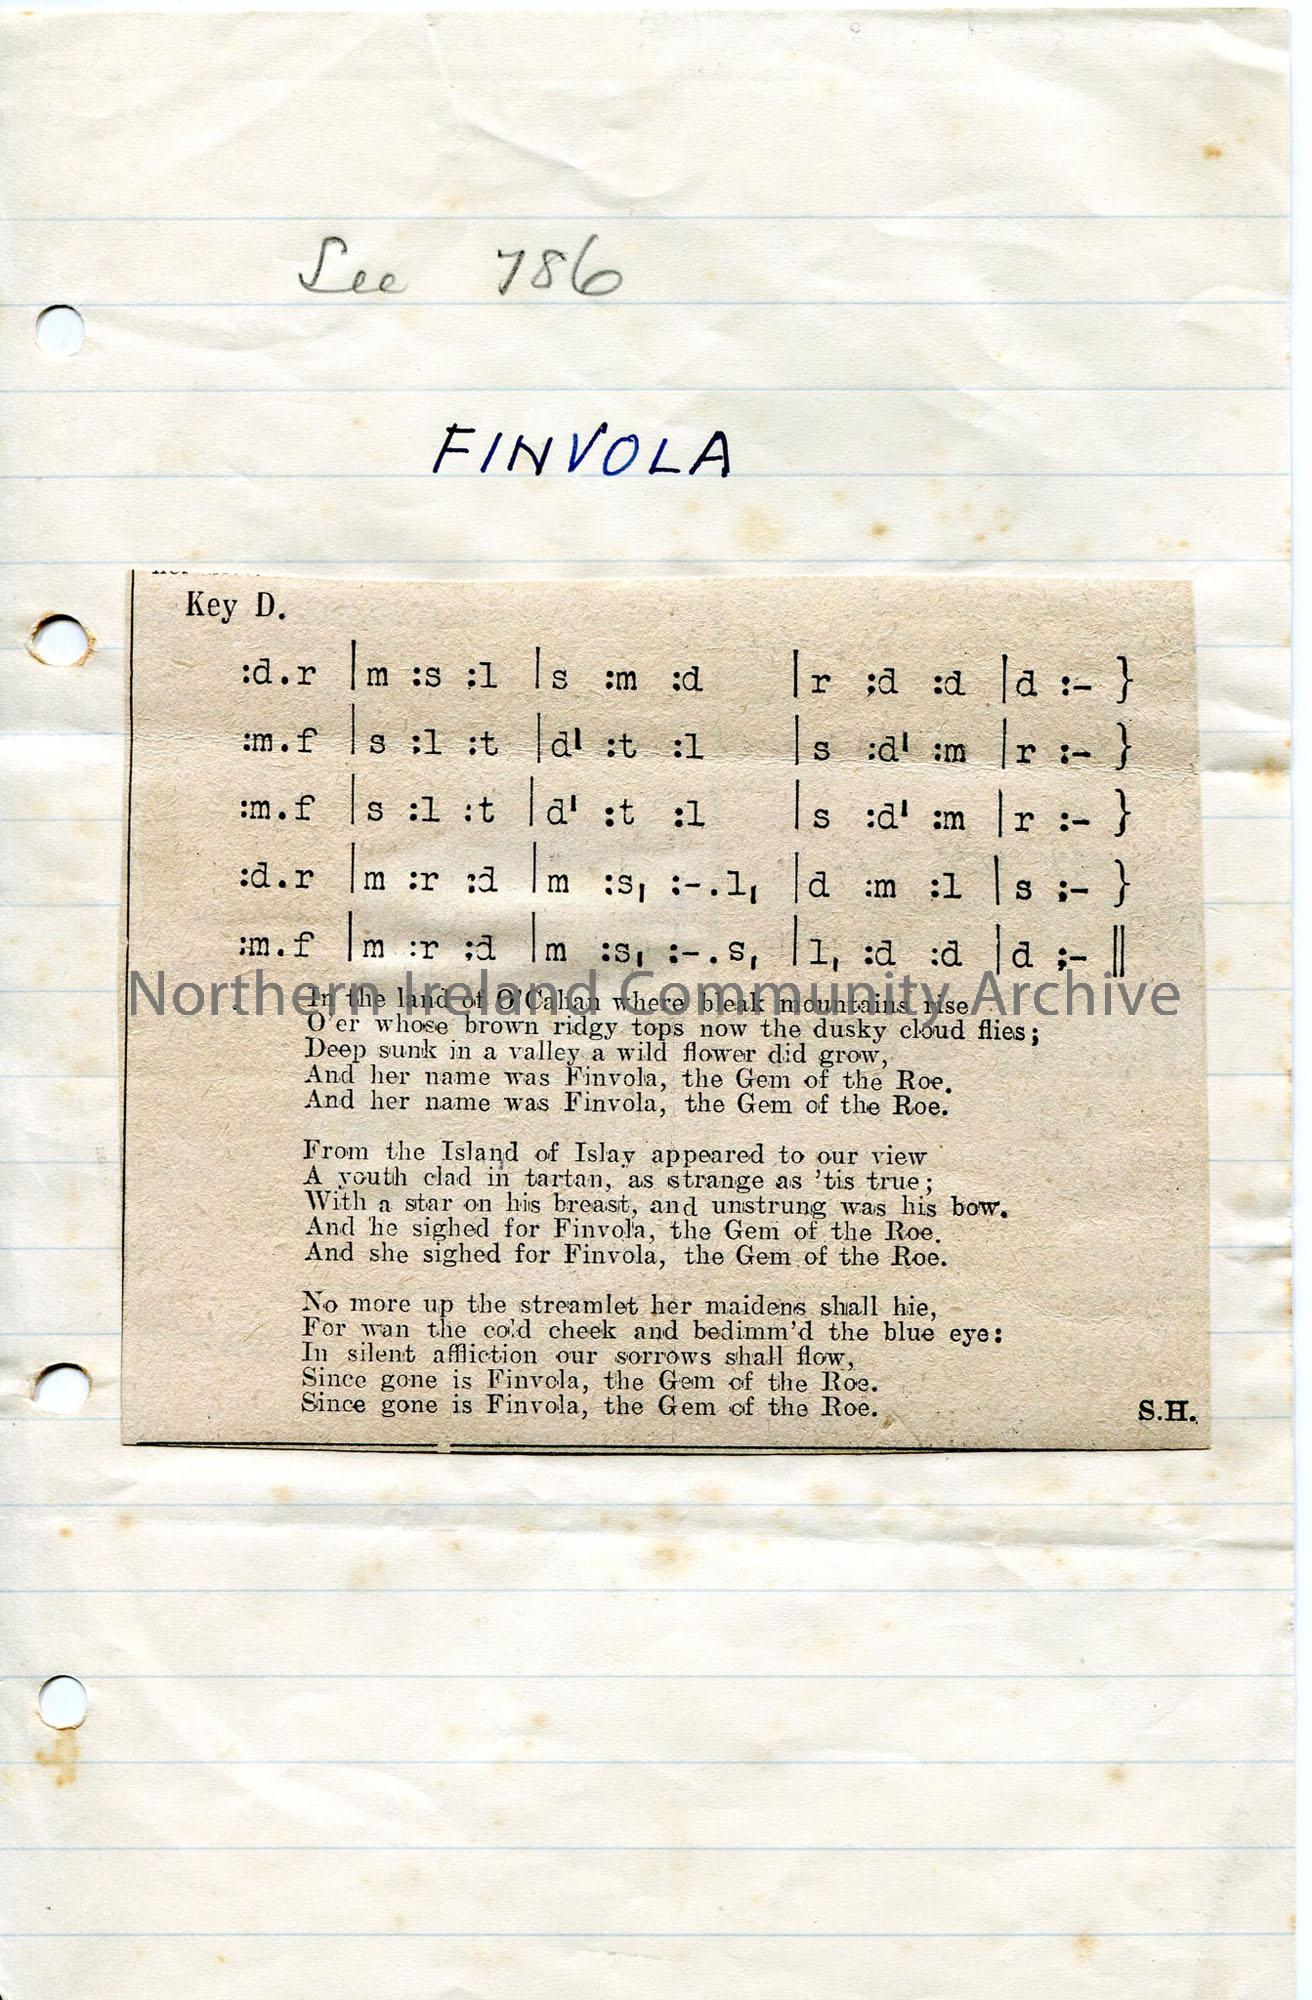 See 786
FINVOLA
Key D.
:d.r |m :s :l |s :m :d |r :d :d |d :- }
:m.f |s :l :t |d' :t :l |s :d' :m |r :- }
:m.f |s :l :t |d' :t :l |s :d' :m |r :- }
:d.r |m :r :d |m :s, :-.l, |d :m :l |s :- }
:m.f |m :r :d |m :s, :-.s, |l, :d :d |d :- ||
Northern Ireland Community Archive
In the land of O'Cahan where bleak mountains rise
O'er whose brown ridgy tops now the dusky cloud flies;
Deep sunk in a valley a wild flower did grow,
And her name was Finvola, the Gem of the Roe.
And her name was Finvola, the Gem of the Roe.
From the Island of Islay appeared to our view
A youth clad in tartan, as strange as 'tis true;
With a star on his breast, and unstrung was his bow.
And he sighed for Finvola, the Gem of the Roe.
And she sighed for Finvola, the Gem of the Roe.
No more up the streamlet her maidens shall hie,
For wan the cold cheek and bedimm'd the blue eye:
In silent affliction our sorrows shall flow,
Since gone is Finvola, the Gem of the Roe.
Since gone is Finvola, the Gem of the Roe.
S.H.